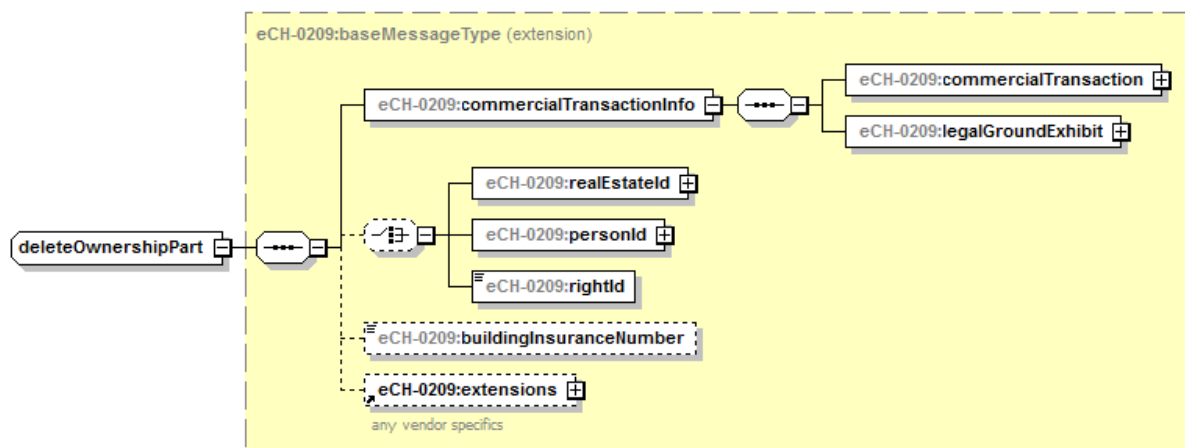 eCH-0209:baseMessageType (extension)
eCH-0209:commercialTransaction
eCH-0209:commercialTransactionInfo
eCH-0209:legalGroundExhibit
eCH-0209:realEstateId
eCH-0209:personId
deleteOwnershipPart
eCH-0209:rightId
eCH-0209:buildingInsuranceNumber
eCH-0209:extensions
any vendor specifics